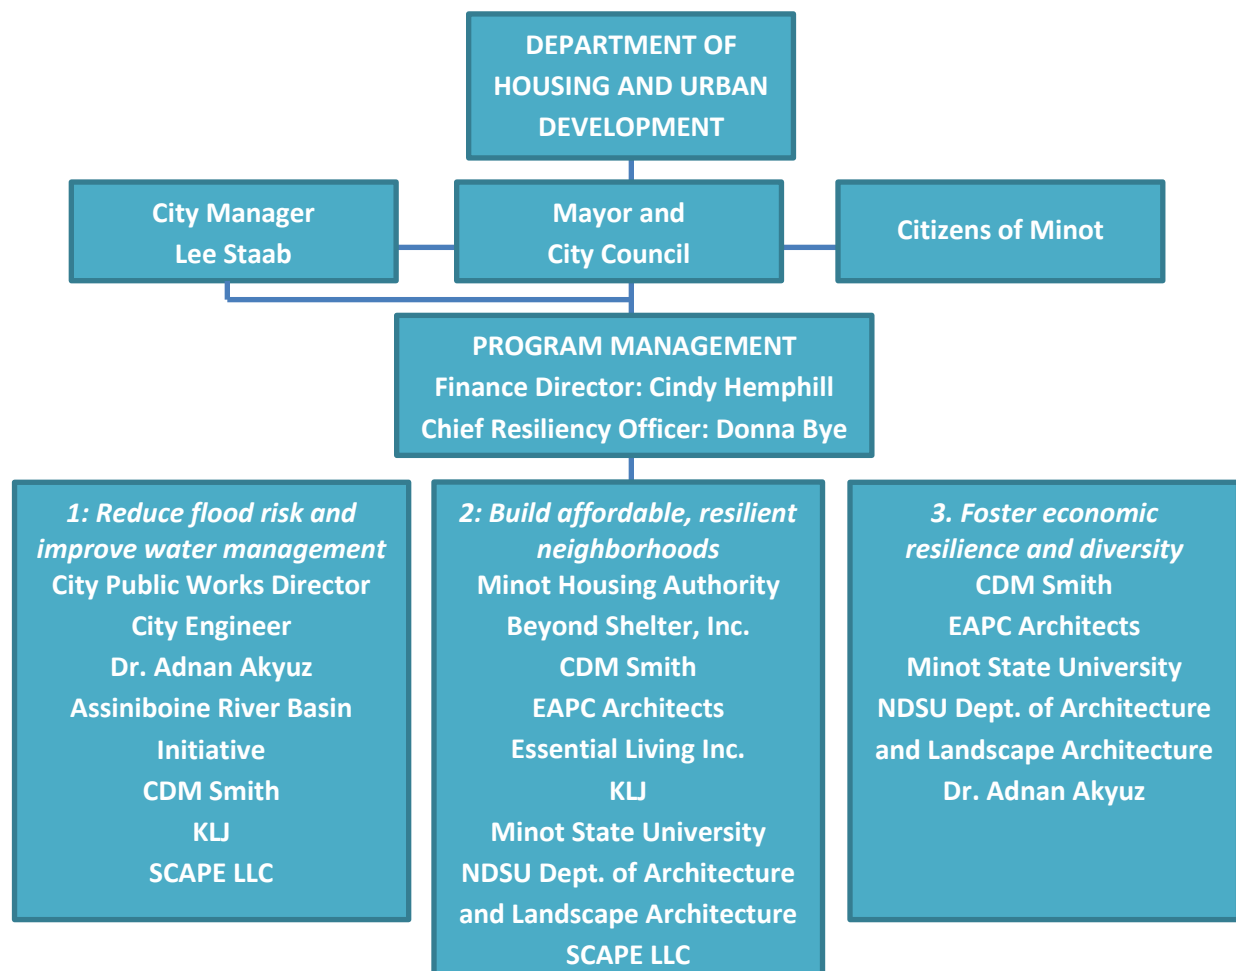 DEPARTMENT OF
HOUSING AND URBAN
DEVELOPMENT
City Manager
Lee Staab
Mayor and
City Council
Citizens of Minot
PROGRAM MANAGEMENT
Finance Director: Cindy Hemphill
Chief Resiliency Officer: Donna Bye
1: Reduce flood risk and
improve water management
City Public Works Director
City Engineer
Dr. Adnan Akyuz
Assiniboine River Basin
Initiative
CDM Smith
KLJ
SCAPE LLC
2: Build affordable, resilient
neighborhoods
Minot Housing Authority
Beyond Shelter, Inc.
CDM Smith
EAPC Architects
Essential Living Inc.
KLJ
Minot State University
NDSU Dept. of Architecture
and Landscape Architecture
SCAPE LLC
3. Foster economic
resilience and diversity
CDM Smith
EAPC Architects
Minot State University
NDSU Dept. of Architecture
and Landscape Architecture
Dr. Adnan Akyuz